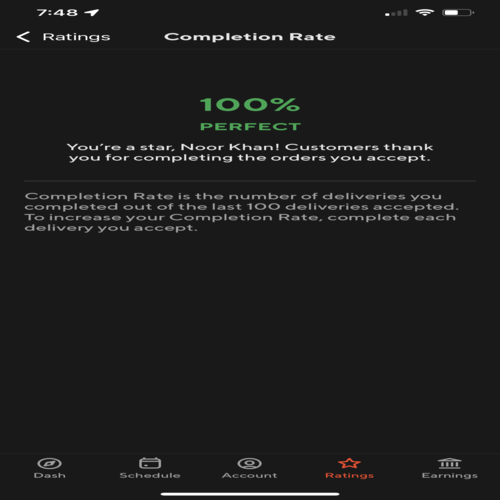 7:48
Ratings
Completion Rate
100%
PERFECT
You're a star, Noor Khan! Customers thank
you for completing the orders you accept.
Completion Rate is the number of deliveries you
completed out of the last 100 deliveries accepted.
To increase your Completion Rate, complete each
delivery you accept.
Dash
Schedule
Account
Ratings
Earnings